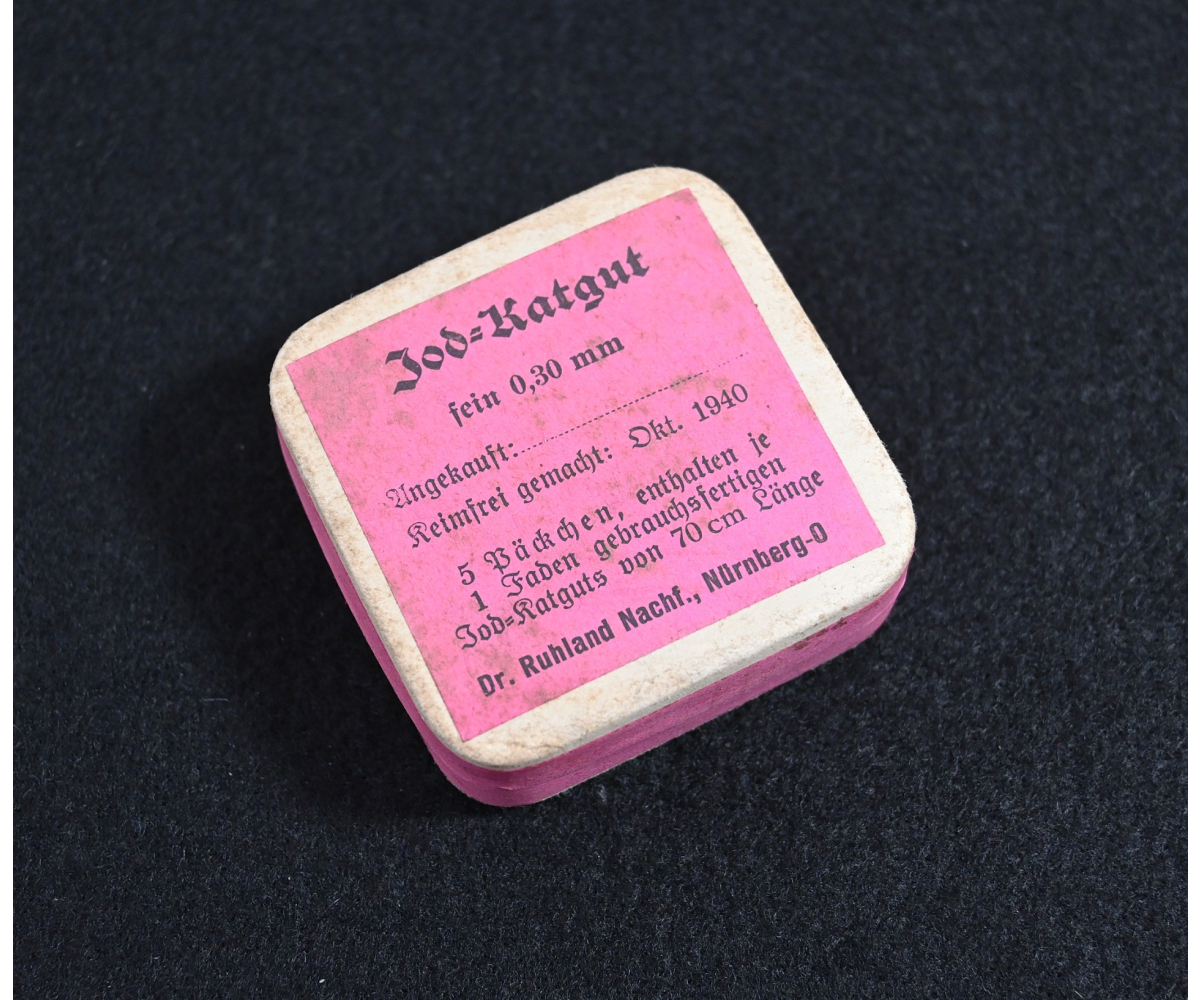 Jod=Katgut
fein 0,30 mm
Angekauft:
Keimfrei gemacht: Okt. 1940
5 Päckchen, enthalten je
1 Faden gebrauchsfertigen
Jod=Katguts von 70 cm Länge
Dr. Ruhland Nachf., Nürnberg-O